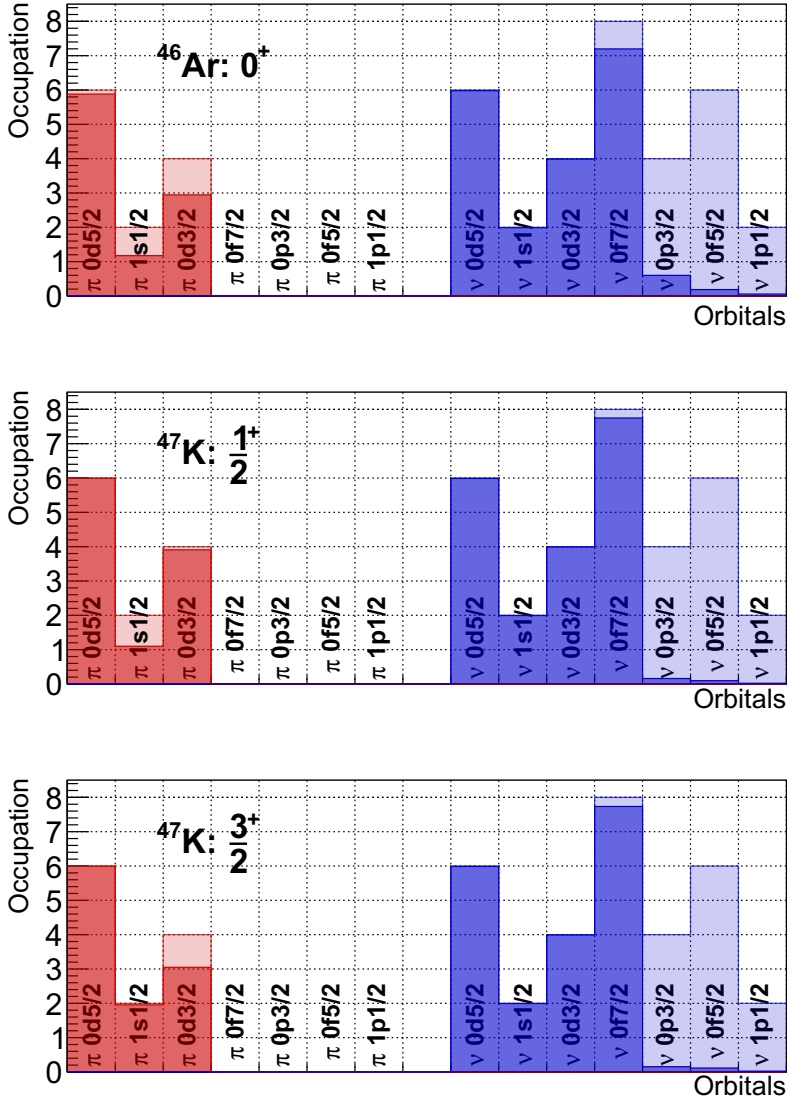 Occupation
8
7
6
5
4
3
2
1
0
⁴⁶Ar: 0⁺
π 0d5/2
π 1s1/2
π 0d3/2
π 0f7/2
π 0p3/2
π 0f5/2
π 1p1/2
ν 0d5/2
ν 1s1/2
ν 0d3/2
ν 0f7/2
ν 0p3/2
ν 0f5/2
ν 1p1/2
Orbitals
Occupation
8
7
6
5
4
3
2
1
0
⁴⁷K: 1/2⁺
π 0d5/2
π 1s1/2
π 0d3/2
π 0f7/2
π 0p3/2
π 0f5/2
π 1p1/2
ν 0d5/2
ν 1s1/2
ν 0d3/2
ν 0f7/2
ν 0p3/2
ν 0f5/2
ν 1p1/2
Orbitals
Occupation
8
7
6
5
4
3
2
1
0
⁴⁷K: 3/2⁺
π 0d5/2
π 1s1/2
π 0d3/2
π 0f7/2
π 0p3/2
π 0f5/2
π 1p1/2
ν 0d5/2
ν 1s1/2
ν 0d3/2
ν 0f7/2
ν 0p3/2
ν 0f5/2
ν 1p1/2
Orbitals